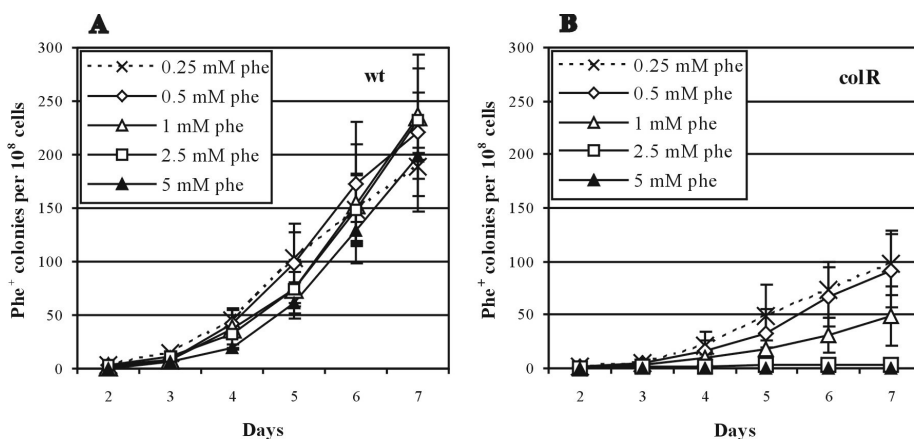 A
Phe⁺ colonies per 10⁸ cells
300
250
200
150
100
50
0
0.25 mM phe
0.5 mM phe
1 mM phe
2.5 mM phe
5 mM phe
wt
2 3 4 5 6 7
Days
B
Phe⁺ colonies per 10⁸ cells
300
250
200
150
100
50
0
0.25 mM phe
0.5 mM phe
1 mM phe
2.5 mM phe
5 mM phe
colR
2 3 4 5 6 7
Days